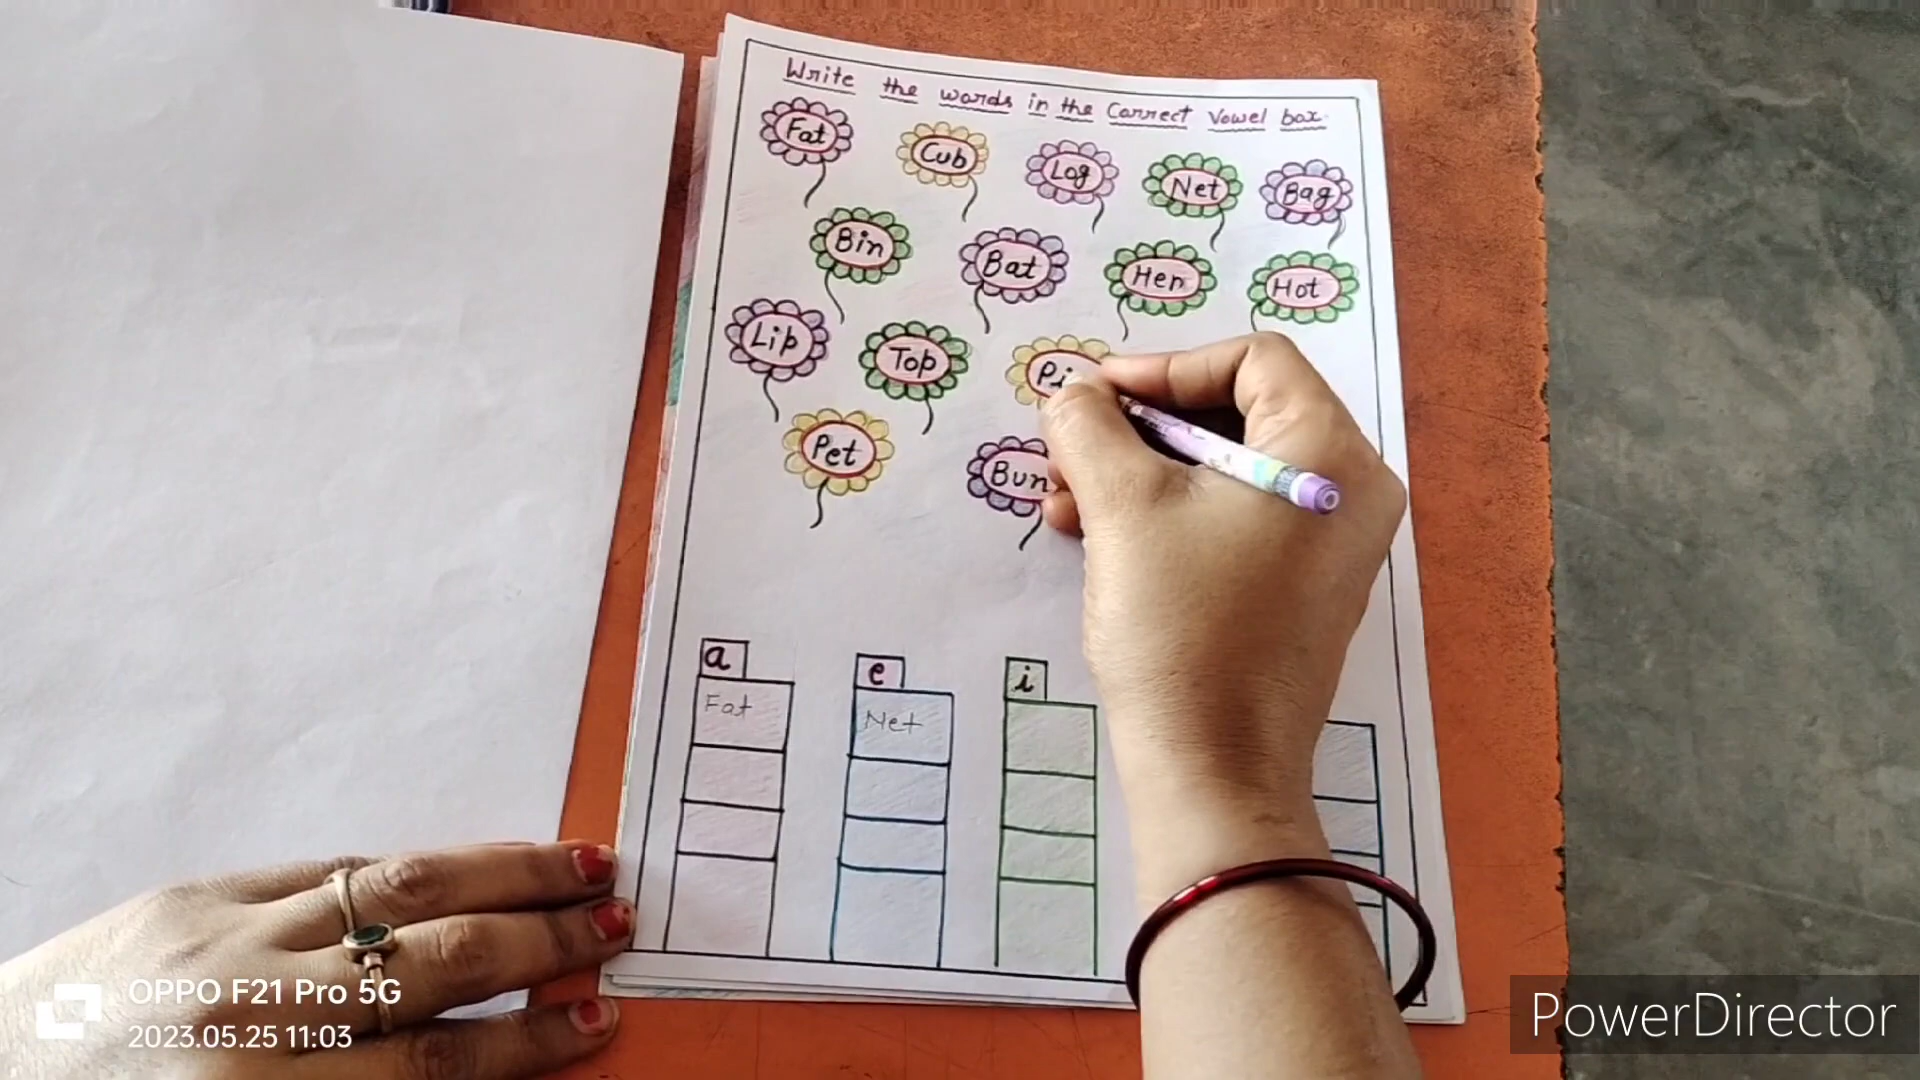 Write the words in the Correct Vowel box.
Fat Cub Log Net Bag
Bin Bat Hen Hot
Lip Top
Pet Bun
a e i
Fat Net
OPPO F21 Pro 5G
2023.05.25 11:03
PowerDirector